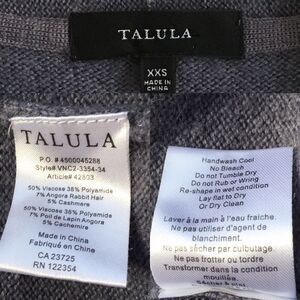 TALULA
XXS
MADE IN
CHINA
TALULA
P.O. #4500045288
Style# VNC2-3354-34
Article# 42803
50% Viscose 38% Polyamide
7% Angora Rabbit Hair
5% Cashmere
50% Viscose 38% Polyamide
7% Poil de Lapin Angora
5% Cachemire
Made in China
Fabriqué en Chine
CA 23725
RN 122354
Handwash Cool
No Bleach
Do not Tumble Dry
Do not Rub or Wring
Re-shape in wet condition
Lay flat to Dry
Or Dry Clean
Laver à la main à l'eau fraiche.
Ne pas utiliser d'agent de
blanchiment.
Ne pas sécher par culbutage.
Ne pas frotter ou tordre
Transformer dans la condition
mouillée.
Sécher à plat